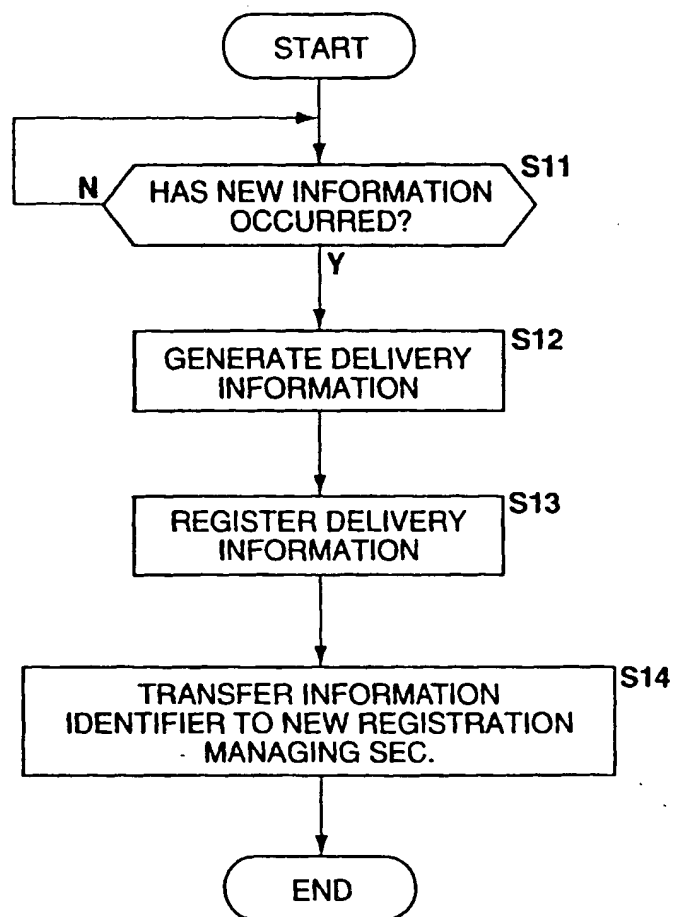 START
S11
HAS NEW INFORMATION
OCCURRED?
N
Y
S12
GENERATE DELIVERY
INFORMATION
S13
REGISTER DELIVERY
INFORMATION
S14
TRANSFER INFORMATION
IDENTIFIER TO NEW REGISTRATION
MANAGING SEC.
END